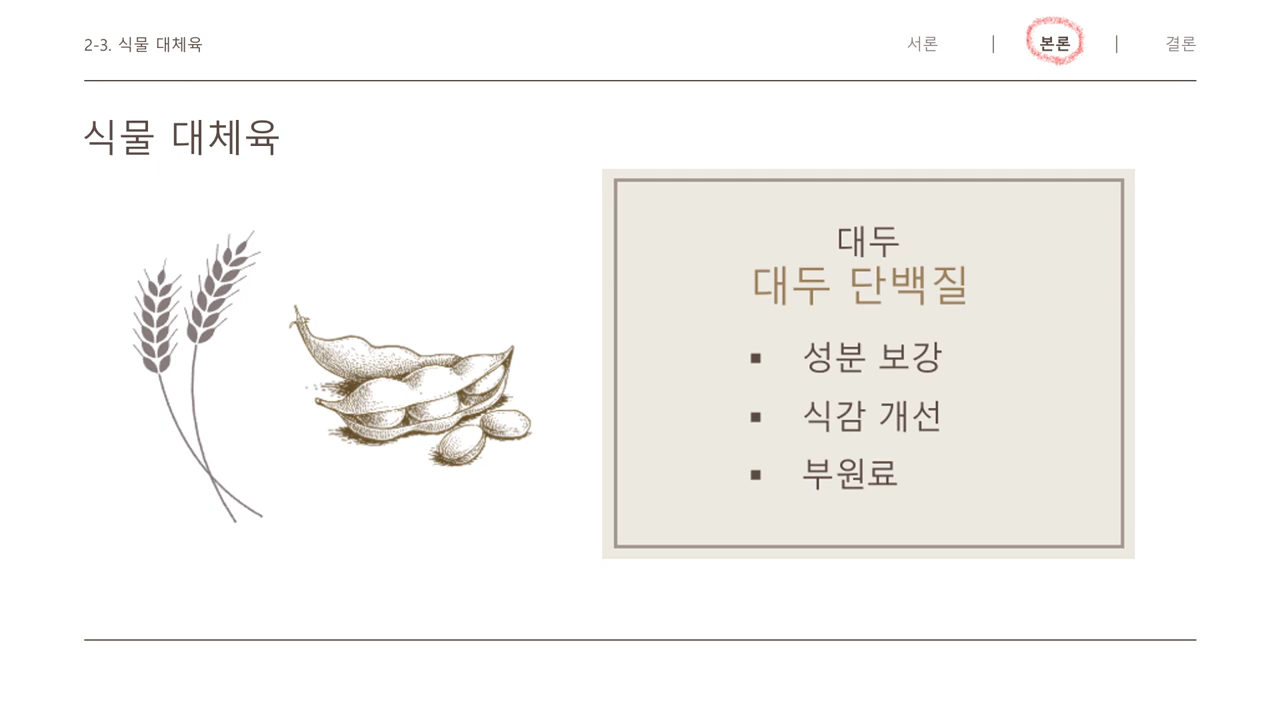 2-3. 식물 대체육
서론 | 본론 | 결론
식물 대체육
대두
대두 단백질
▪ 성분 보강
▪ 식감 개선
▪ 부원료